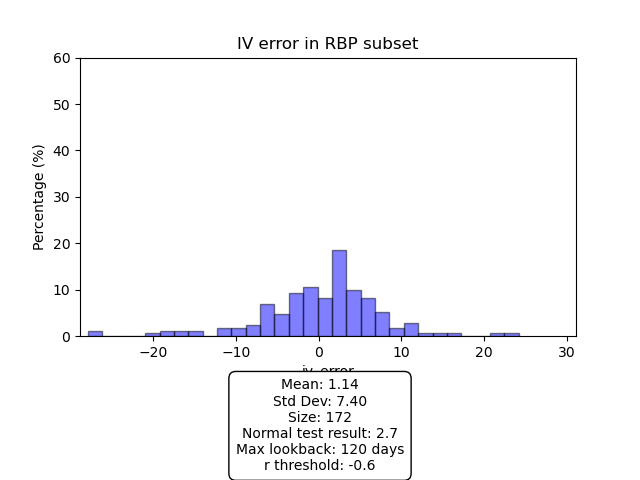 IV error in RBP subset
60
50
40
30
20
10
0
Percentage (%)
−20 −10 0 10 20 30
iv_error
Mean: 1.14
Std Dev: 7.40
Size: 172
Normal test result: 2.7
Max lookback: 120 days
r threshold: -0.6